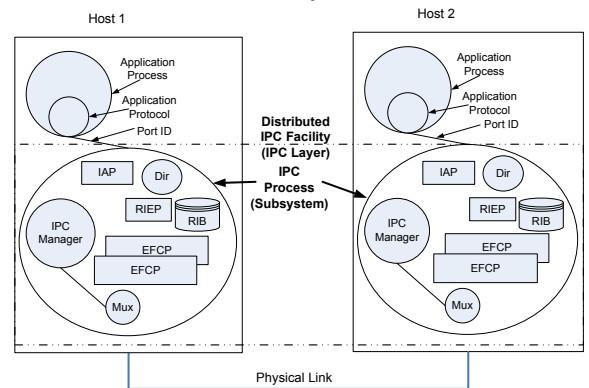 Host 1
Host 2
Application
Process
Application
Protocol
Port ID
Application
Process
Application
Protocol
Port ID
Distributed
IPC Facility
(IPC Layer)
IPC
Process
(Subsystem)
IAP
Dir
RIEP
RIB
IPC
Manager
EFCP
EFCP
Mux
IAP
Dir
RIEP
RIB
IPC
Manager
EFCP
EFCP
Mux
Physical Link